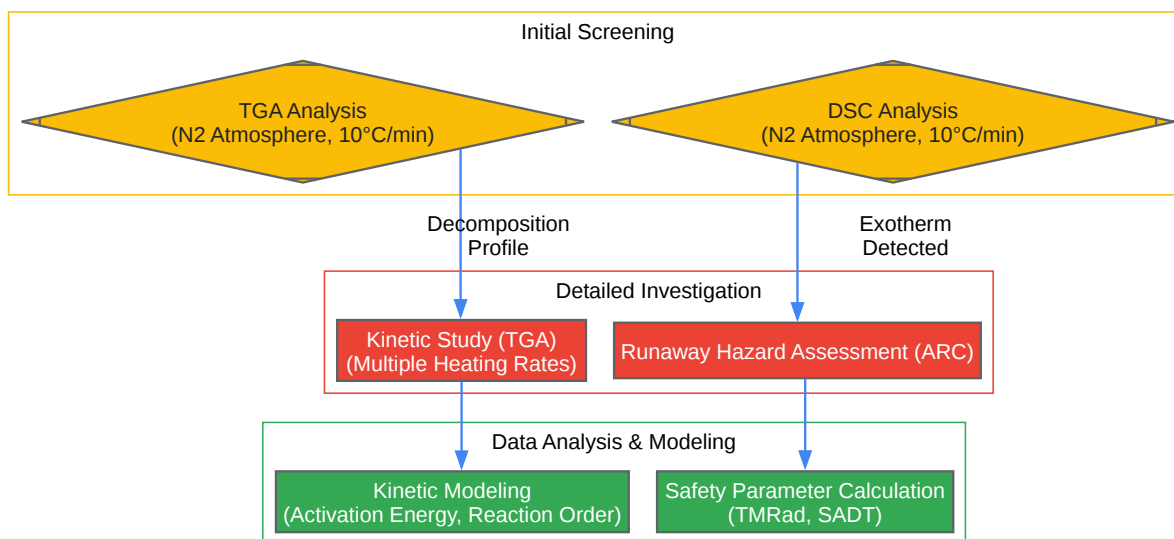 Initial Screening
TGA Analysis
(N2 Atmosphere, 10°C/min)
DSC Analysis
(N2 Atmosphere, 10°C/min)
Decomposition
Profile
Exotherm
Detected
Detailed Investigation
Kinetic Study (TGA)
(Multiple Heating Rates)
Runaway Hazard Assessment (ARC)
Data Analysis & Modeling
Kinetic Modeling
(Activation Energy, Reaction Order)
Safety Parameter Calculation
(TMRad, SADT)